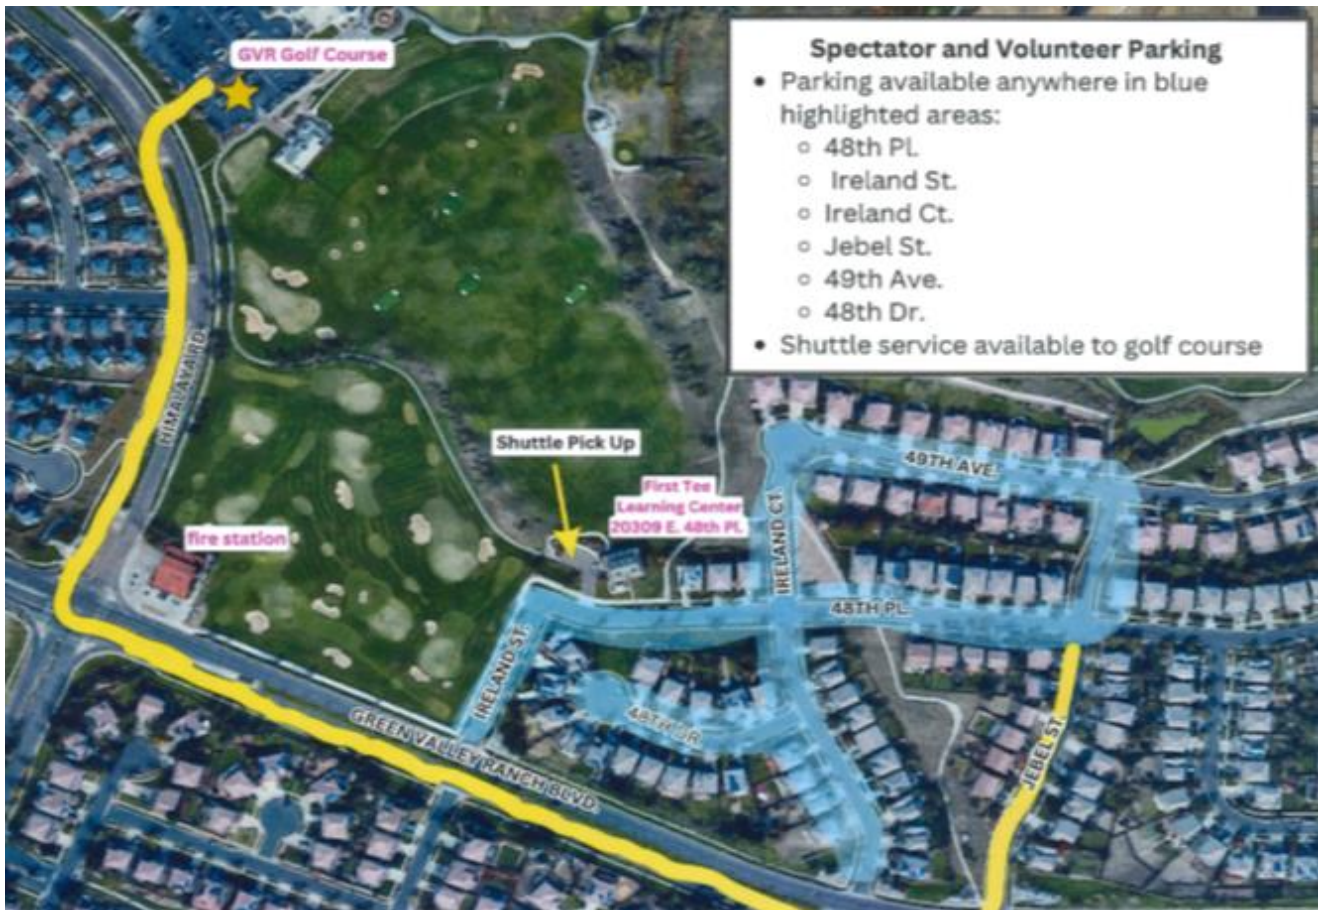 GVR Golf Course
Spectator and Volunteer Parking
• Parking available anywhere in blue
highlighted areas:
○ 48th Pl.
○ Ireland St.
○ Ireland Ct.
○ Jebel St.
○ 49th Ave.
○ 48th Dr.
• Shuttle service available to golf course
HIMALAYA RD.
Shuttle Pick Up
49TH AVE.
First Tee
Learning Center
20309 E. 48th Pl.
fire station
IRELAND CT.
48TH PL.
IRELAND ST.
48TH DR.
GREEN VALLEY RANCH BLVD.
JEBEL ST.